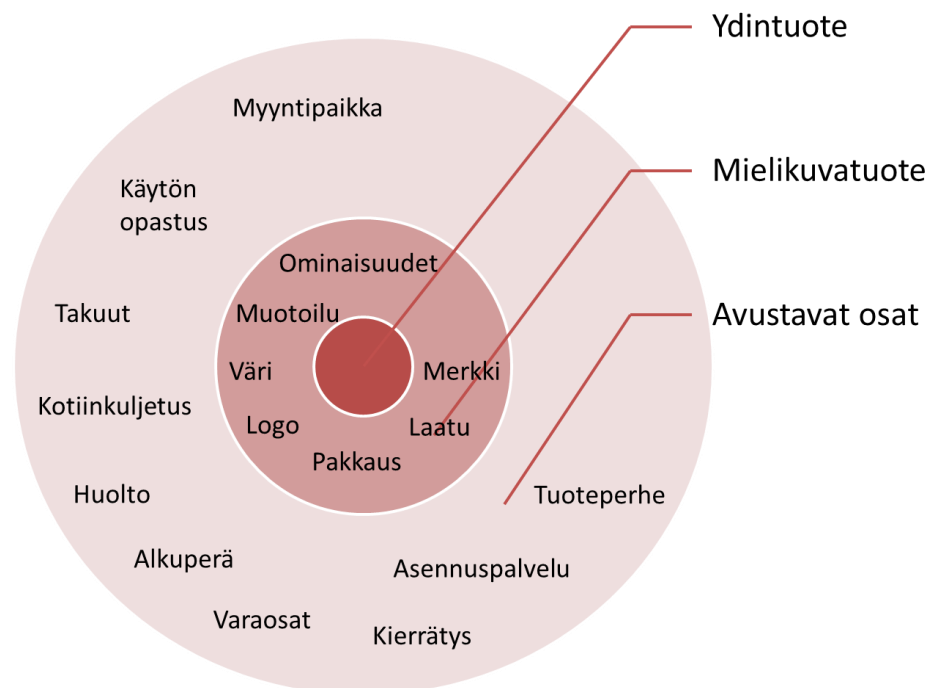 Ydintuote
Myyntipaikka
Mielikuvatuote
Käytön
opastus
Ominaisuudet
Takuut
Muotoilu
Avustavat osat
Väri
Merkki
Kotiinkuljetus
Logo
Laatu
Pakkaus
Huolto
Tuoteperhe
Alkuperä
Asennuspalvelu
Varaosat
Kierrätys